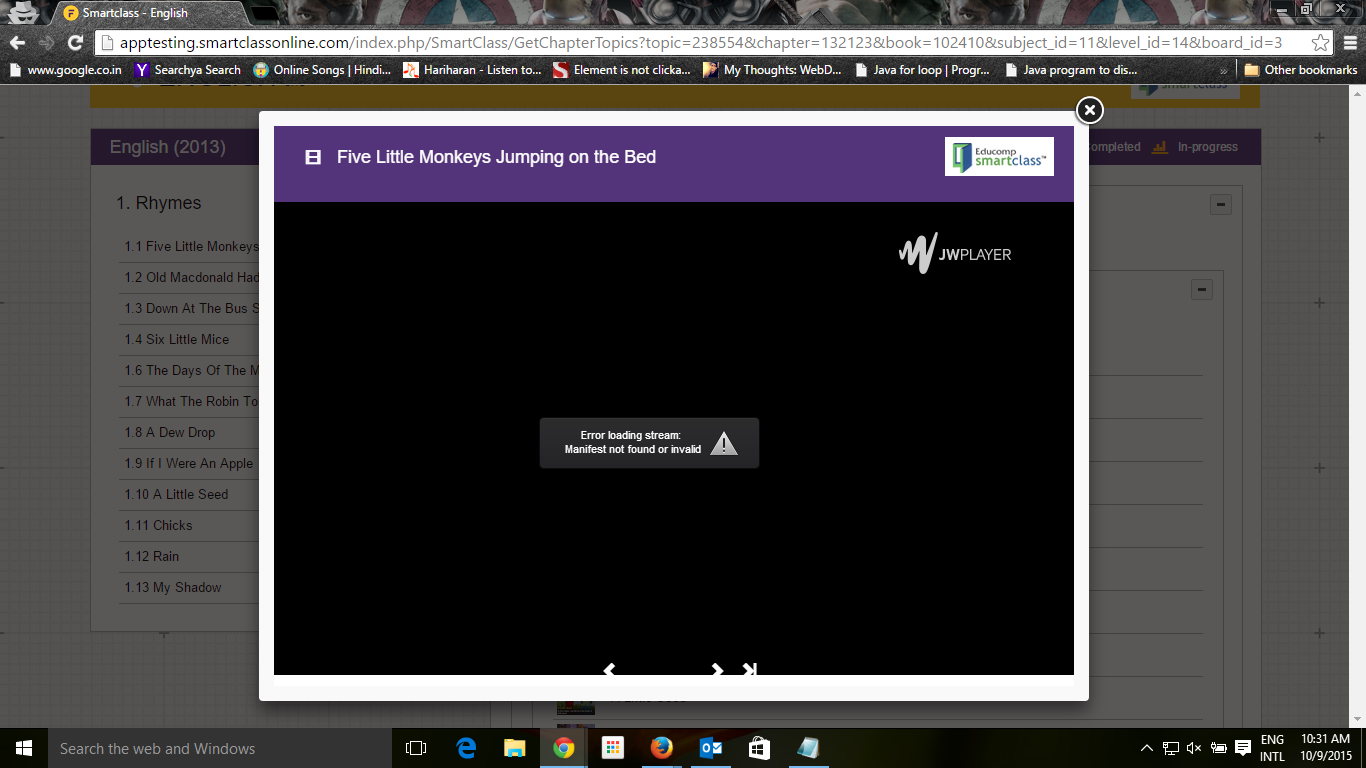 Smartclass - English
apptesting.smartclassonline.com/index.php/SmartClass/GetChapterTopics?topic=238554&chapter=132123&book=102410&subject_id=11&level_id=14&board_id=3
www.google.co.in Searchya Search Online Songs | Hindi... Hariharan - Listen to... Element is not clicka... My Thoughts: WebD... Java for loop | Progr... Java program to dis... » Other bookmarks
English (2013)
Completed In-progress
Five Little Monkeys Jumping on the Bed
Educomp
smartclass™
JWPLAYER
1. Rhymes
1.1 Five Little Monkeys
1.2 Old Macdonald Had
1.3 Down At The Bus S
1.4 Six Little Mice
1.6 The Days Of The M
1.7 What The Robin To
1.8 A Dew Drop
1.9 If I Were An Apple
1.10 A Little Seed
1.11 Chicks
1.12 Rain
1.13 My Shadow
Error loading stream:
Manifest not found or invalid
Search the web and Windows
ENG
INTL
10:31 AM
10/9/2015